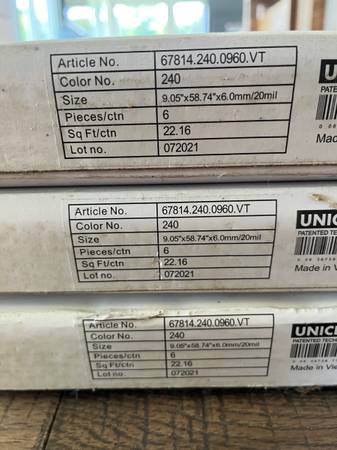 Article No. 67814.240.0960.VT
Color No. 240
Size 9.05"x58.74"x6.0mm/20mil
Pieces/ctn 6
Sq Ft/ctn 22.16
Lot no. 072021
UNIC
PATENTED
Mad
Article No. 67814.240.0960.VT
Color No. 240
Size 9.05"x58.74"x6.0mm/20mil
Pieces/ctn 6
Sq Ft/ctn 22.16
Lot no. 072021
UNIC
PATENTED TECH
Made in V
Article No. 67814.240.0960.VT
Color No. 240
Size 9.05"x58.74"x6.0mm/20mil
Pieces/ctn 6
Sq Ft/ctn 22.16
Lot no. 072021
UNIC
PATENTED TECH
Made in Vie